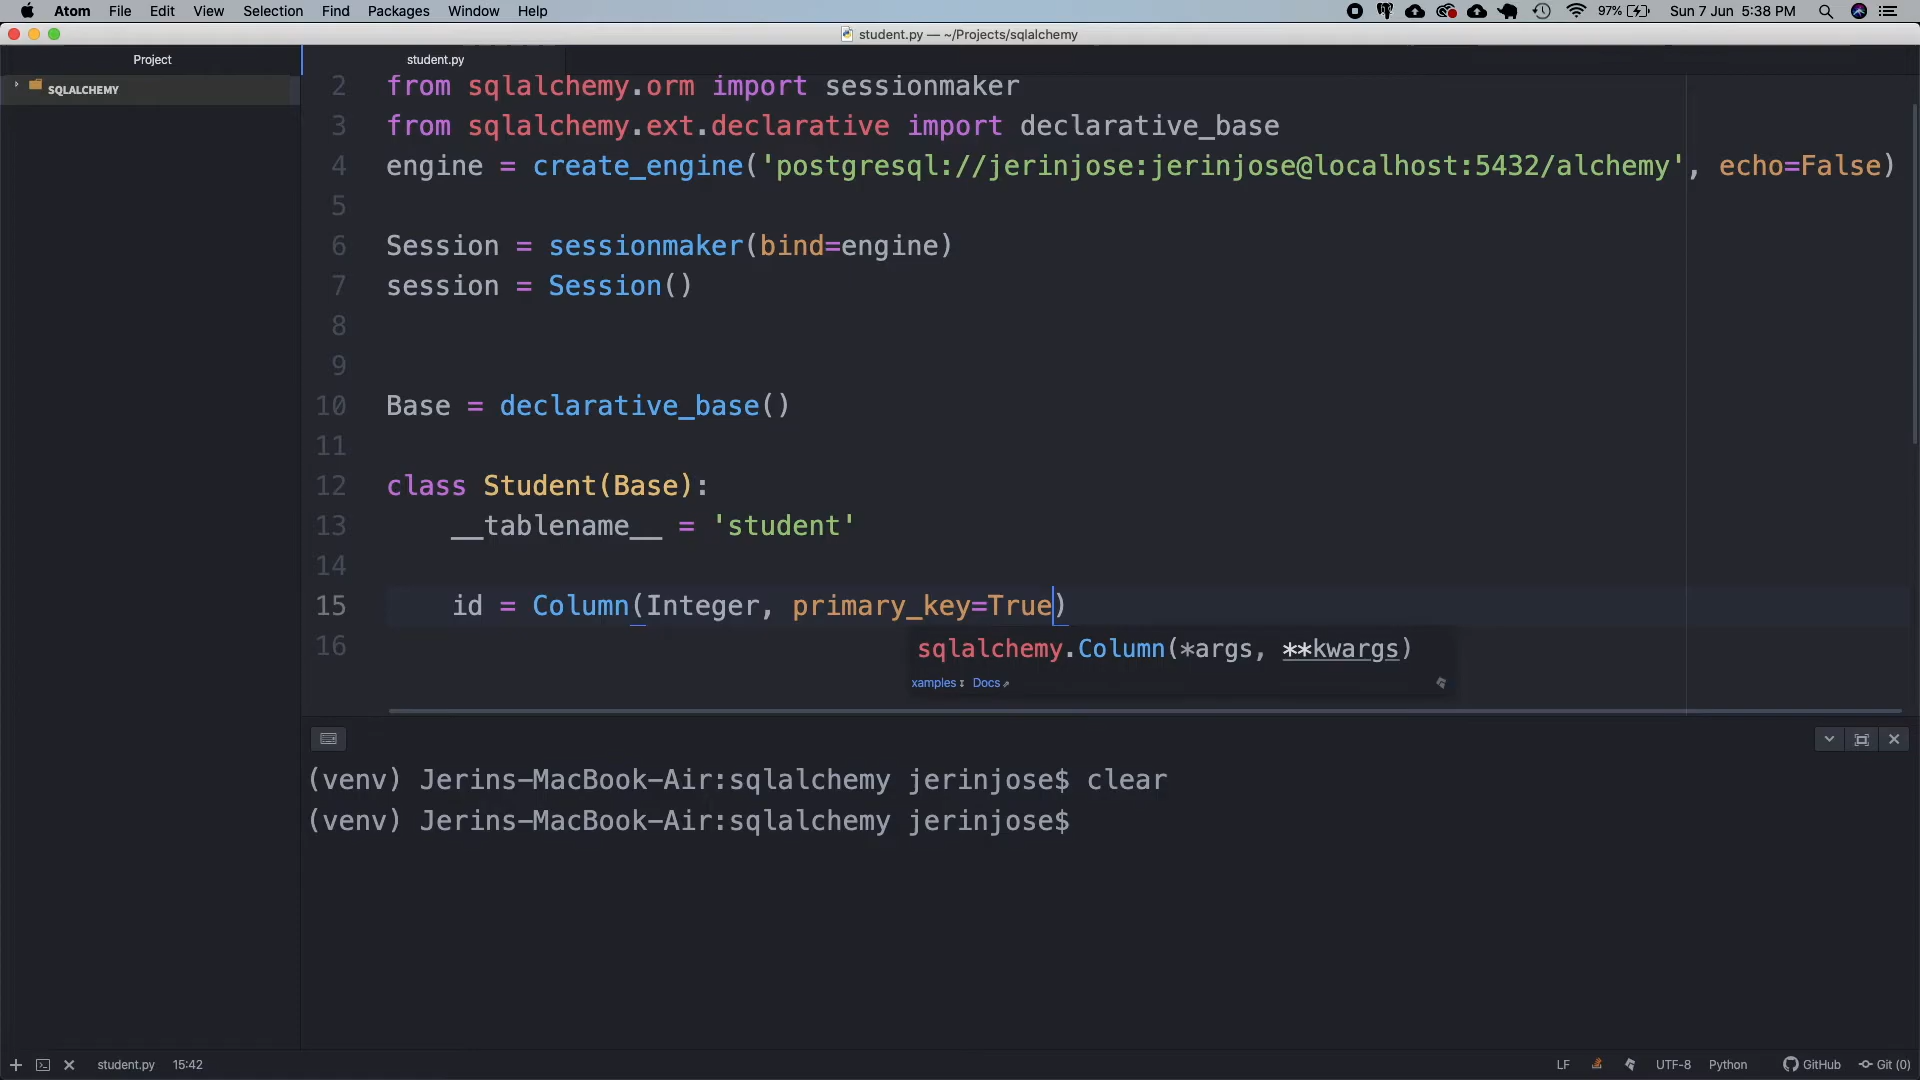 Atom File Edit View Selection Find Packages Window Help 97% Sun 7 Jun 5:38 PM
student.py — ~/Projects/sqlalchemy
Project
SQLALCHEMY
student.py
2 from sqlalchemy.orm import sessionmaker
3 from sqlalchemy.ext.declarative import declarative_base
4 engine = create_engine('postgresql://jerinjose:jerinjose@localhost:5432/alchemy', echo=False)
5
6 Session = sessionmaker(bind=engine)
7 session = Session()
8
9
10 Base = declarative_base()
11
12 class Student(Base):
13 __tablename__ = 'student'
14
15 id = Column(Integer, primary_key=True)
16
sqlalchemy.Column(*args, **kwargs)
xamples Docs
(venv) Jerins-MacBook-Air:sqlalchemy jerinjose$ clear
(venv) Jerins-MacBook-Air:sqlalchemy jerinjose$
student.py 15:42 LF UTF-8 Python GitHub Git (0)